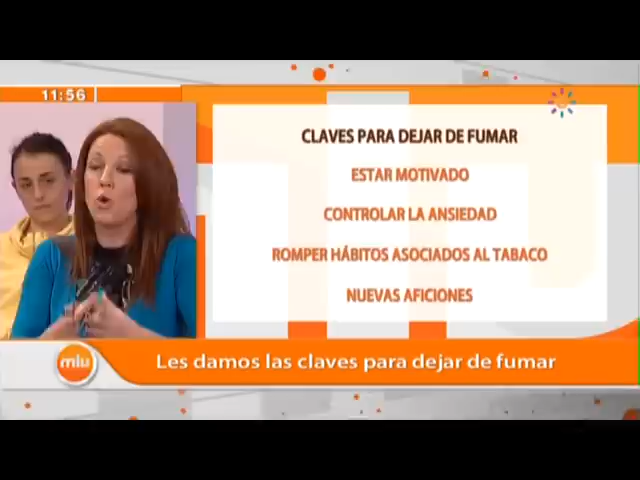 11:56
CLAVES PARA DEJAR DE FUMAR
ESTAR MOTIVADO
CONTROLAR LA ANSIEDAD
ROMPER HÁBITOS ASOCIADOS AL TABACO
NUEVAS AFICIONES
mlu
Les damos las claves para dejar de fumar